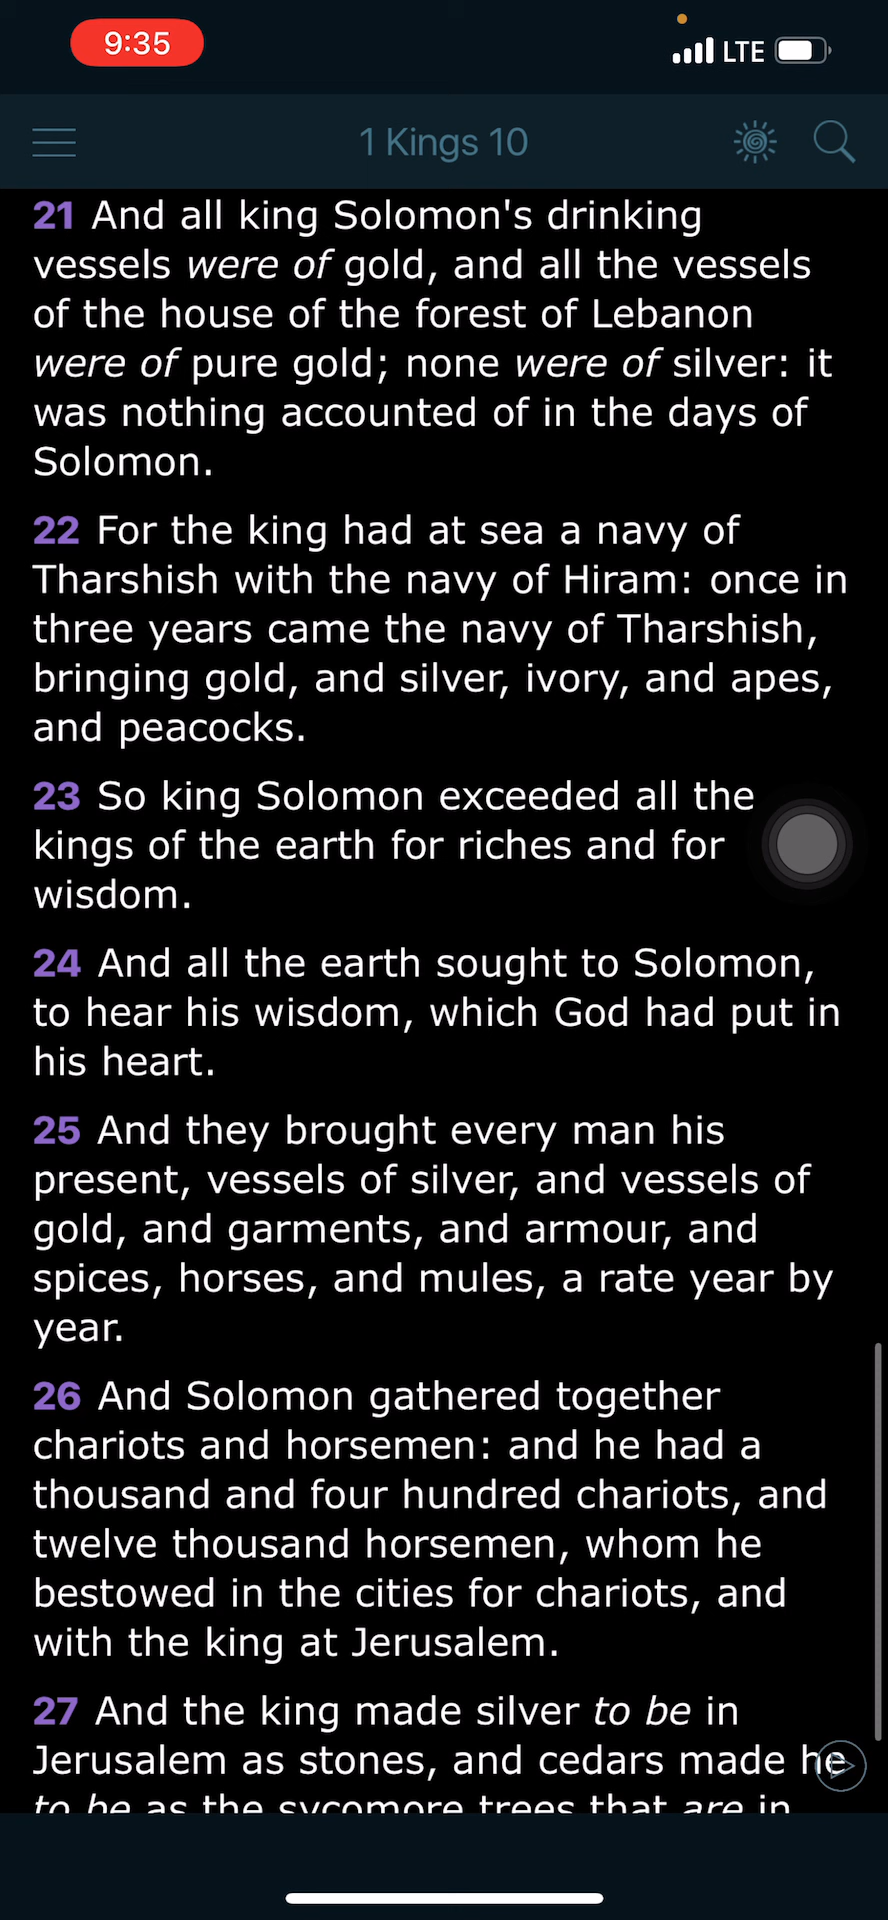 9:35
LTE
1 Kings 10
21 And all king Solomon's drinking
vessels were of gold, and all the vessels
of the house of the forest of Lebanon
were of pure gold; none were of silver: it
was nothing accounted of in the days of
Solomon.
22 For the king had at sea a navy of
Tharshish with the navy of Hiram: once in
three years came the navy of Tharshish,
bringing gold, and silver, ivory, and apes,
and peacocks.
23 So king Solomon exceeded all the
kings of the earth for riches and for
wisdom.
24 And all the earth sought to Solomon,
to hear his wisdom, which God had put in
his heart.
25 And they brought every man his
present, vessels of silver, and vessels of
gold, and garments, and armour, and
spices, horses, and mules, a rate year by
year.
26 And Solomon gathered together
chariots and horsemen: and he had a
thousand and four hundred chariots, and
twelve thousand horsemen, whom he
bestowed in the cities for chariots, and
with the king at Jerusalem.
27 And the king made silver to be in
Jerusalem as stones, and cedars made he
to be as the sycomore trees that are in